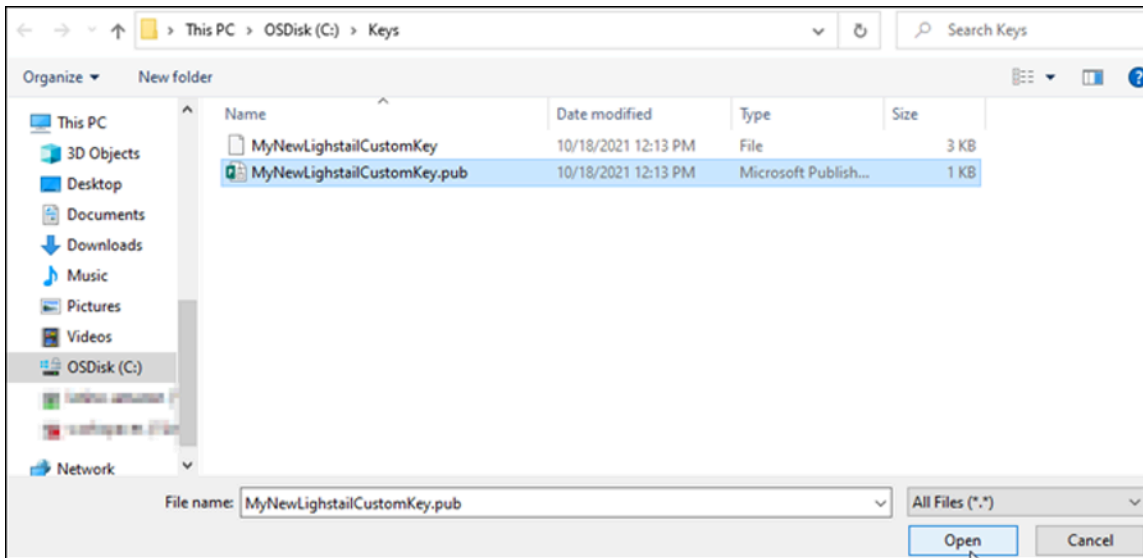 This PC > OSDisk (C:) > Keys
Search Keys
Organize
New folder
Name
Date modified
Type
Size
MyNewLighstailCustomKey
10/18/2021 12:13 PM
File
3 KB
MyNewLighstailCustomKey.pub
10/18/2021 12:13 PM
Microsoft Publish...
1 KB
This PC
3D Objects
Desktop
Documents
Downloads
Music
Pictures
Videos
OSDisk (C:)
Network
File name:
MyNewLighstailCustomKey.pub
All Files (*.*)
Open
Cancel